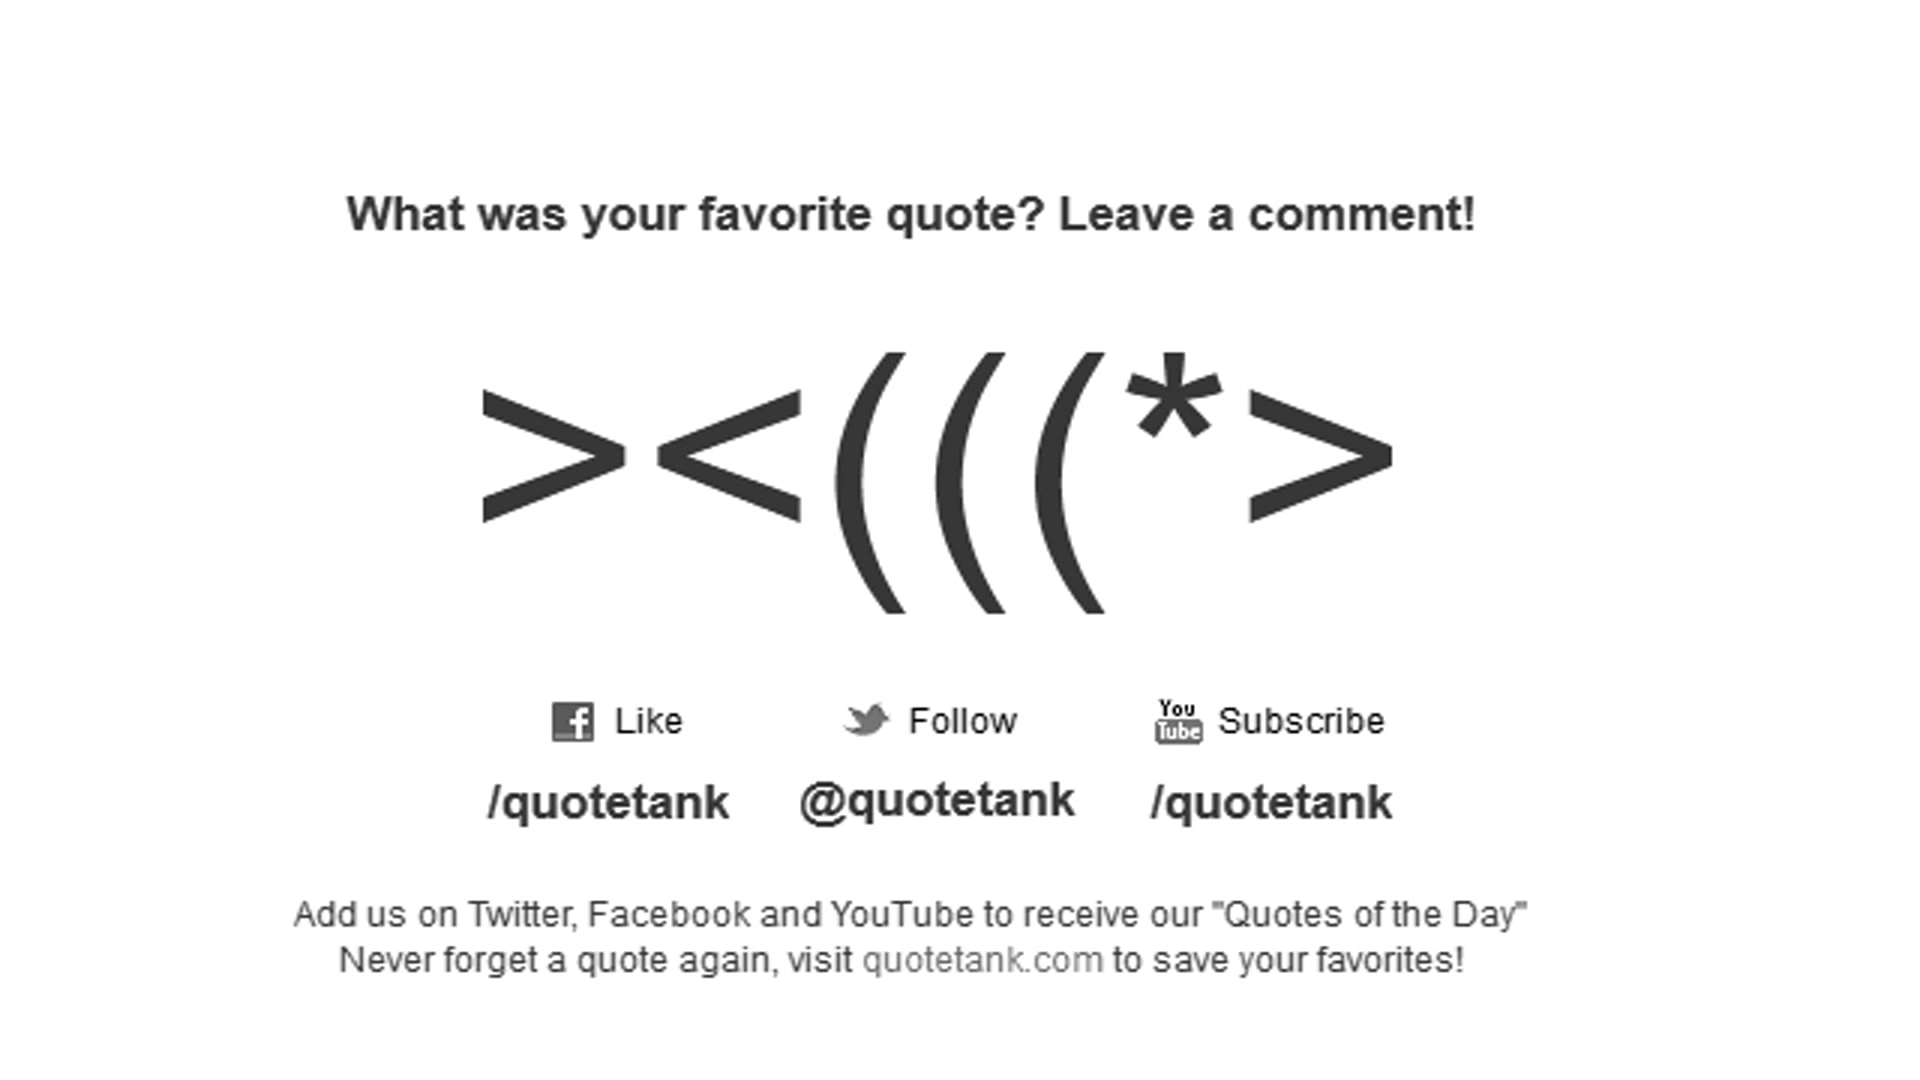 What was your favorite quote? Leave a comment!
><(((*>
f Like Follow You Tube Subscribe
/quotetank @quotetank /quotetank
Add us on Twitter, Facebook and YouTube to receive our "Quotes of the Day"
Never forget a quote again, visit quotetank.com to save your favorites!